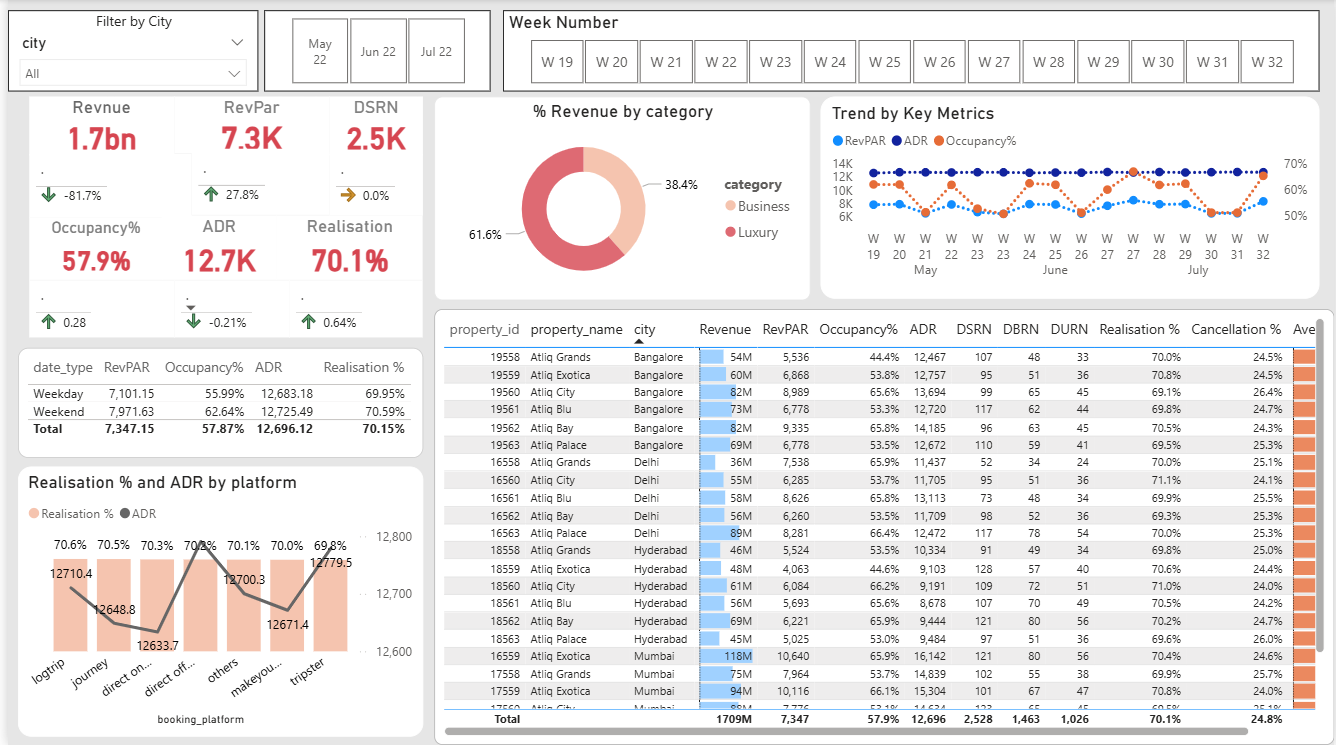 Filter by City
city
All
May 22
Jun 22
Jul 22
Week Number
W 19 W 20 W 21 W 22 W 23 W 24 W 25 W 26 W 27 W 28 W 29 W 30 W 31 W 32
Revnue RevPar DSRN
1.7bn 7.3K 2.5K
. . .
-81.7% 27.8% 0.0%
Occupancy% ADR Realisation
57.9% 12.7K 70.1%
. . .
0.28 -0.21% 0.64%
% Revenue by category
38.4%
61.6%
category
Business
Luxury
Trend by Key Metrics
RevPAR ADR Occupancy%
14K
12K
10K
8K
6K
70%
60%
50%
W W W W W W W W W W W W W W W W
19 20 21 22 23 23 24 25 26 27 27 28 29 30 31 32
May June July
date_type RevPAR Occupancy% ADR Realisation %
Weekday 7,101.15 55.99% 12,683.18 69.95%
Weekend 7,971.63 62.64% 12,725.49 70.59%
Total 7,347.15 57.87% 12,696.12 70.15%
Realisation % and ADR by platform
Realisation % ADR
70.6% 70.5% 70.3% 70.2% 70.1% 70.0% 69.8%
12710.4
12648.8
12633.7
12700.3
12671.4
12779.5
12,800
12,700
12,600
logtrip journey direct on... direct off... others makeyou... tripster
booking_platform
property_id property_name city Revenue RevPAR Occupancy% ADR DSRN DBRN DURN Realisation % Cancellation % Ave
19558 Atliq Grands Bangalore 54M 5,536 44.4% 12,467 107 48 33 70.0% 24.5%
19559 Atliq Exotica Bangalore 60M 6,868 53.8% 12,757 95 51 36 70.8% 24.5%
19560 Atliq City Bangalore 82M 8,989 65.6% 13,694 99 65 45 69.1% 26.4%
19561 Atliq Blu Bangalore 73M 6,778 53.3% 12,720 117 62 44 69.8% 24.7%
19562 Atliq Bay Bangalore 82M 9,335 65.8% 14,185 96 63 45 70.5% 24.3%
19563 Atliq Palace Bangalore 69M 6,778 53.5% 12,672 110 59 41 69.5% 25.3%
16558 Atliq Grands Delhi 36M 7,538 65.9% 11,437 52 34 24 70.0% 25.1%
16560 Atliq City Delhi 55M 6,285 53.7% 11,705 95 51 36 71.1% 24.1%
16561 Atliq Blu Delhi 58M 8,626 65.8% 13,113 73 48 34 69.9% 25.5%
16562 Atliq Bay Delhi 56M 6,260 53.5% 11,709 98 52 36 69.3% 25.3%
16563 Atliq Palace Delhi 89M 8,281 66.4% 12,472 117 78 54 70.0% 25.3%
18558 Atliq Grands Hyderabad 46M 5,524 53.5% 10,334 91 49 34 69.8% 25.0%
18559 Atliq Exotica Hyderabad 48M 4,063 44.6% 9,103 128 57 40 70.6% 24.4%
18560 Atliq City Hyderabad 61M 6,084 66.2% 9,191 109 72 51 71.0% 24.0%
18561 Atliq Blu Hyderabad 56M 5,693 65.6% 8,678 107 70 49 70.5% 24.2%
18562 Atliq Bay Hyderabad 69M 6,221 65.9% 9,444 121 80 56 70.2% 24.7%
18563 Atliq Palace Hyderabad 45M 5,025 53.0% 9,484 97 51 36 69.6% 26.0%
16559 Atliq Exotica Mumbai 118M 10,640 65.9% 16,142 121 80 56 70.4% 24.6%
17558 Atliq Grands Mumbai 75M 7,964 53.7% 14,839 102 55 38 69.9% 25.7%
17559 Atliq Exotica Mumbai 94M 10,116 66.1% 15,304 101 67 47 70.8% 24.0%
Total 1709M 7,347 57.9% 12,696 2,528 1,463 1,026 70.1% 24.8%